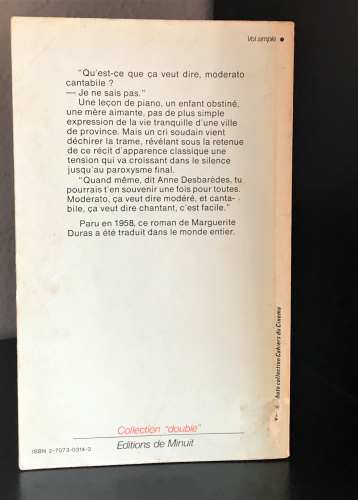 Vol simple ●
"Qu'est-ce que ça veut dire, moderato
cantabile ?
— Je ne sais pas."
Une leçon de piano, un enfant obstiné,
une mère aimante, pas de plus simple
expression de la vie tranquille d'une ville
de province. Mais un cri soudain vient
déchirer la trame, révélant sous la retenue
de ce récit d'apparence classique une
tension qui va croissant dans le silence
jusqu'au paroxysme final.
"Quand même, dit Anne Desbarèdes, tu
pourrais t'en souvenir une fois pour toutes.
Moderato, ça veut dire modéré, et canta-
bile, ça veut dire chantant, c'est facile."
Paru en 1958, ce roman de Marguerite
Duras a été traduit dans le monde entier.
collection Cahiers du Cinéma
Collection "double"
Editions de Minuit
ISBN 2-7073-0314-3